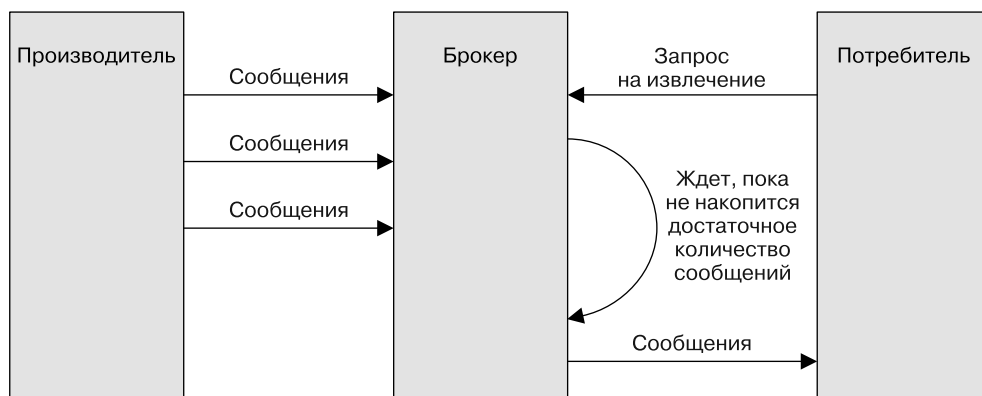 Производитель
Брокер
Потребитель
Сообщения
Запрос
на извлечение
Сообщения
Ждет, пока
не накопится
достаточное
количество
сообщений
Сообщения
Сообщения